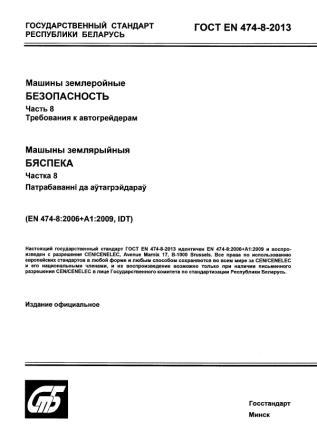 ГОСУДАРСТВЕННЫЙ СТАНДАРТ
РЕСПУБЛИКИ БЕЛАРУСЬ
ГОСТ EN 474-8-2013
Машины землеройные
БЕЗОПАСНОСТЬ
Часть 8
Требования к автогрейдерам
Машыны землярыйныя
БЯСПЕКА
Частка 8
Патрабаванні да аўтагрэйдараў
(EN 474-8:2006+A1:2009, IDT)
Настоящий государственный стандарт ГОСТ EN 474-8-2013 идентичен EN 474-8:2006+A1:2009 и воспро-
изведен с разрешения CEN/CENELEC, Avenue Marnix 17, B-1000 Brussels. Все права по использованию
европейских стандартов в любой форме и любым способом сохраняются во всем мире за CEN/CENELEC
и его национальными членами, и их воспроизведение возможно только при наличии письменного
разрешения CEN/CENELEC в лице Государственного комитета по стандартизации Республики Беларусь.
Издание официальное
СТБ
Госстандарт
Минск